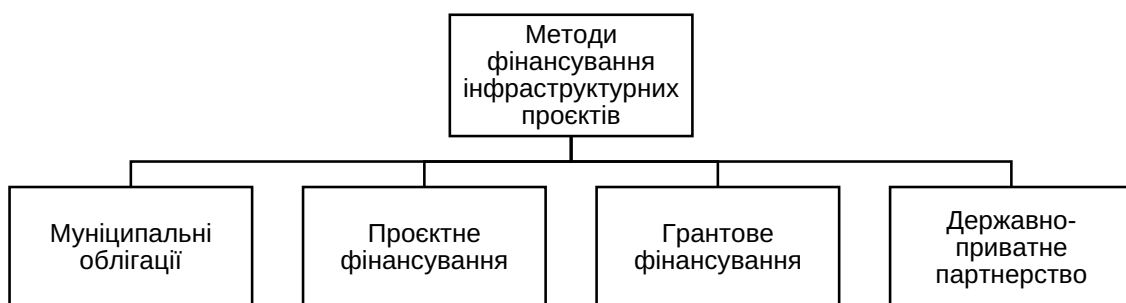 Методи
фінансування
інфраструктурних
проєктів
Муніципальні
облігації
Проєктне
фінансування
Грантове
фінансування
Державно-
приватне
партнерство